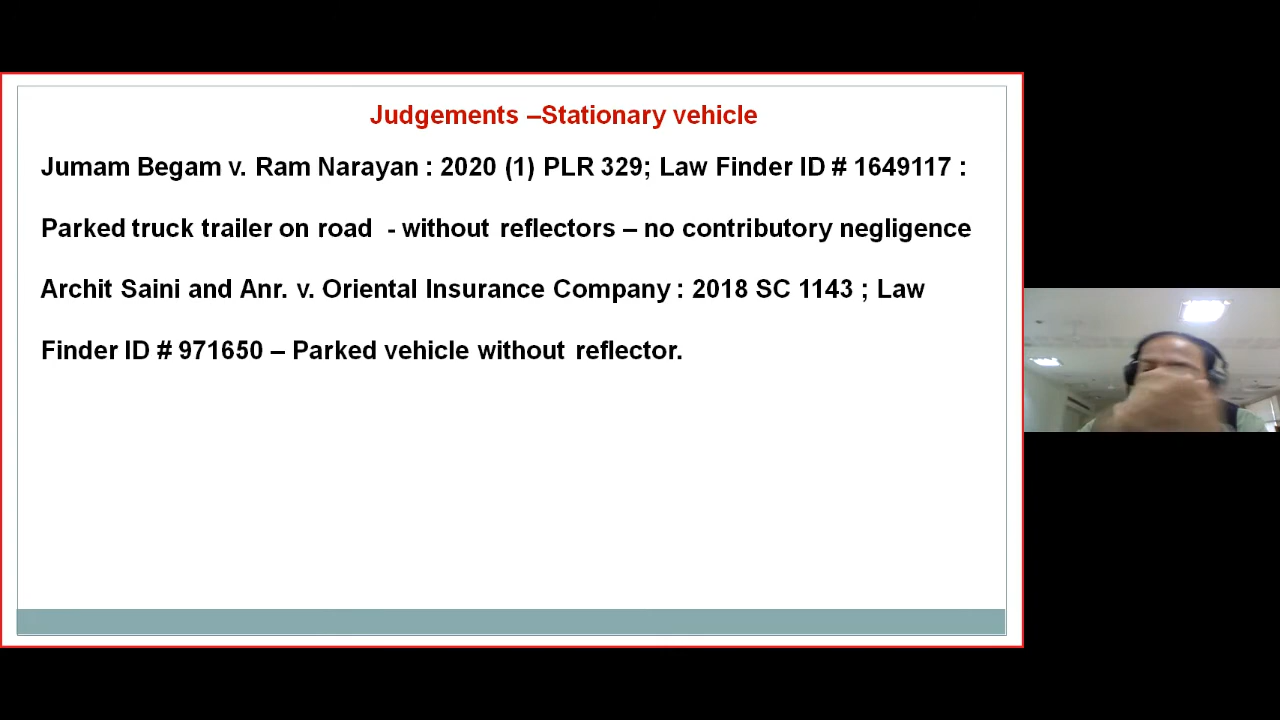 Judgements –Stationary vehicle
Jumam Begam v. Ram Narayan : 2020 (1) PLR 329; Law Finder ID # 1649117 :
Parked truck trailer on road - without reflectors – no contributory negligence
Archit Saini and Anr. v. Oriental Insurance Company : 2018 SC 1143 ; Law
Finder ID # 971650 – Parked vehicle without reflector.